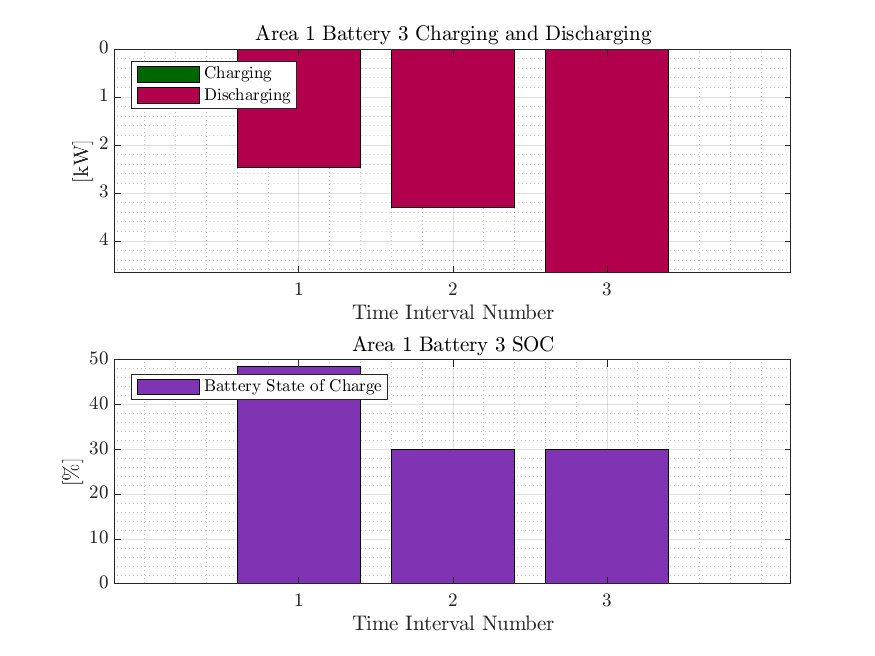 Area 1 Battery 3 Charging and Discharging
0
1
2
3
4
[kW]
Charging
Discharging
1 2 3
Time Interval Number
Area 1 Battery 3 SOC
50
40
30
20
10
0
[%]
Battery State of Charge
1 2 3
Time Interval Number